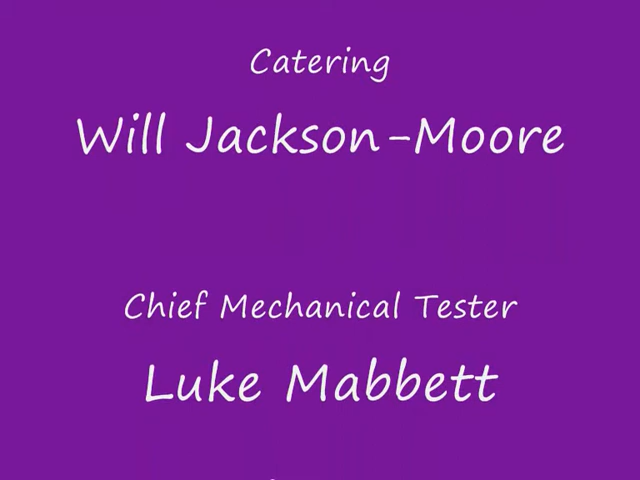 Catering
Will Jackson-Moore
Chief Mechanical Tester
Luke Mabbett